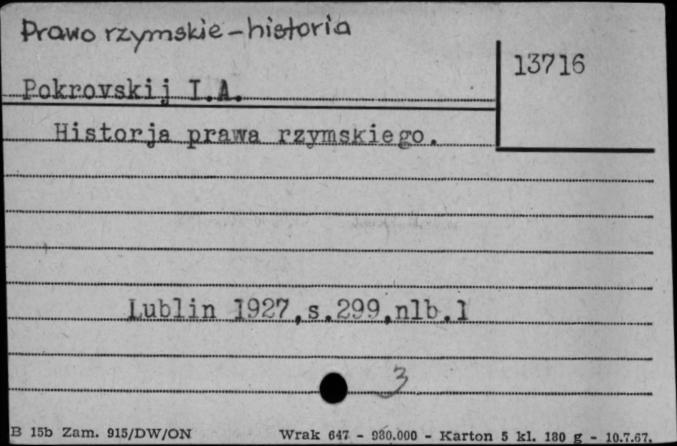 Prawo rzymskie – historia
13716
Pokrovskij I.A.
Historja prawa rzymskiego.
Lublin 1927,s.299,nlb.1
3
B 15b Zam. 915/DW/ON Wrak 647 - 980.000 - Karton 5 kl. 180 g - 10.7.67.